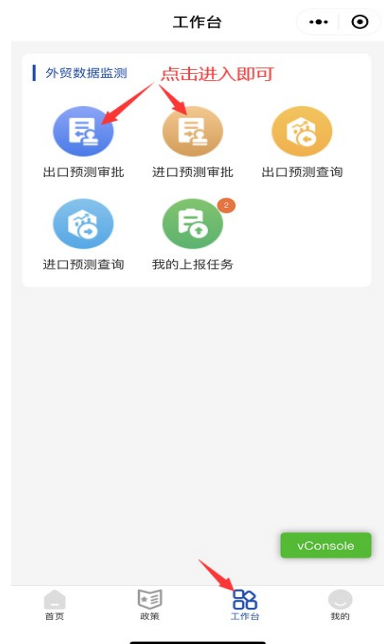 工作台
外贸数据监测
点击进入即可
出口预测审批
进口预测审批
出口预测查询
2
进口预测查询
我的上报任务
vConsole
首页
政策
工作台
我的